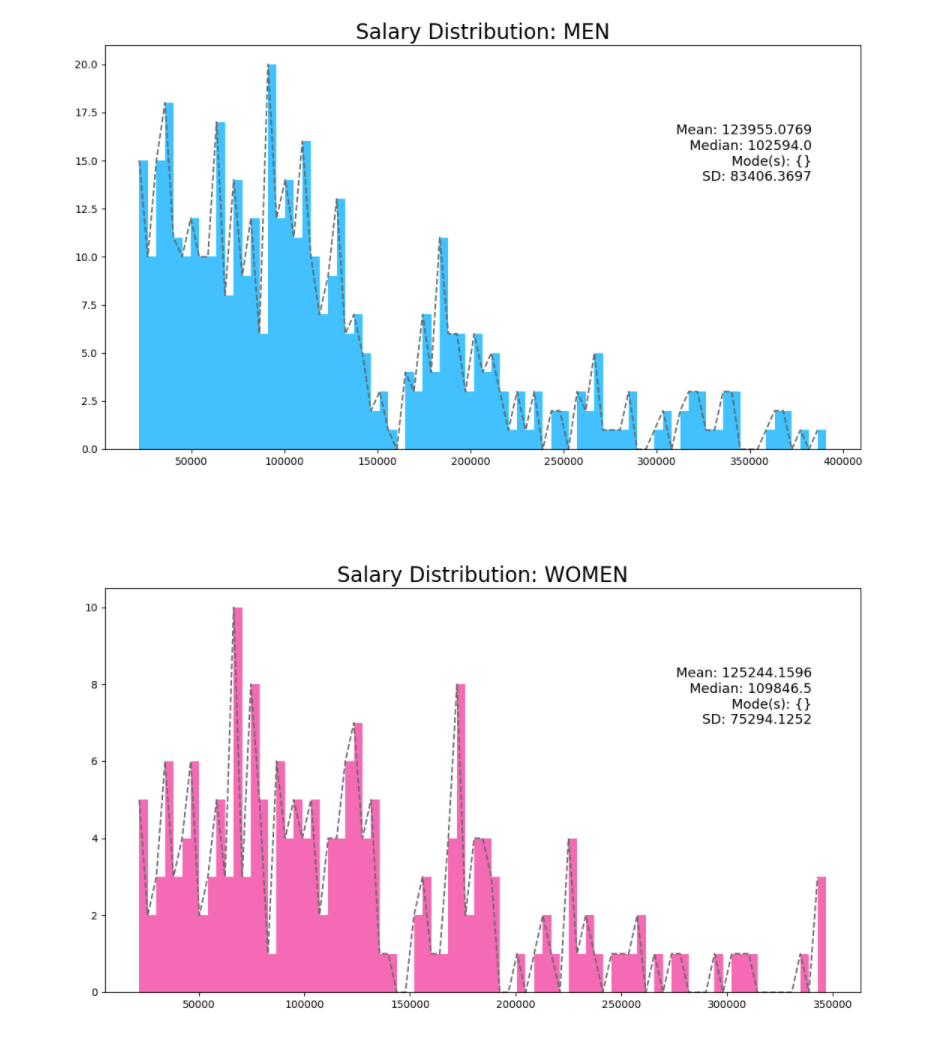 Salary Distribution: MEN
20.0
17.5
15.0
12.5
10.0
7.5
5.0
2.5
0.0
Mean: 123955.0769
Median: 102594.0
Mode(s): {}
SD: 83406.3697
50000 100000 150000 200000 250000 300000 350000 400000
Salary Distribution: WOMEN
10
8
6
4
2
0
Mean: 125244.1596
Median: 109846.5
Mode(s): {}
SD: 75294.1252
50000 100000 150000 200000 250000 300000 350000